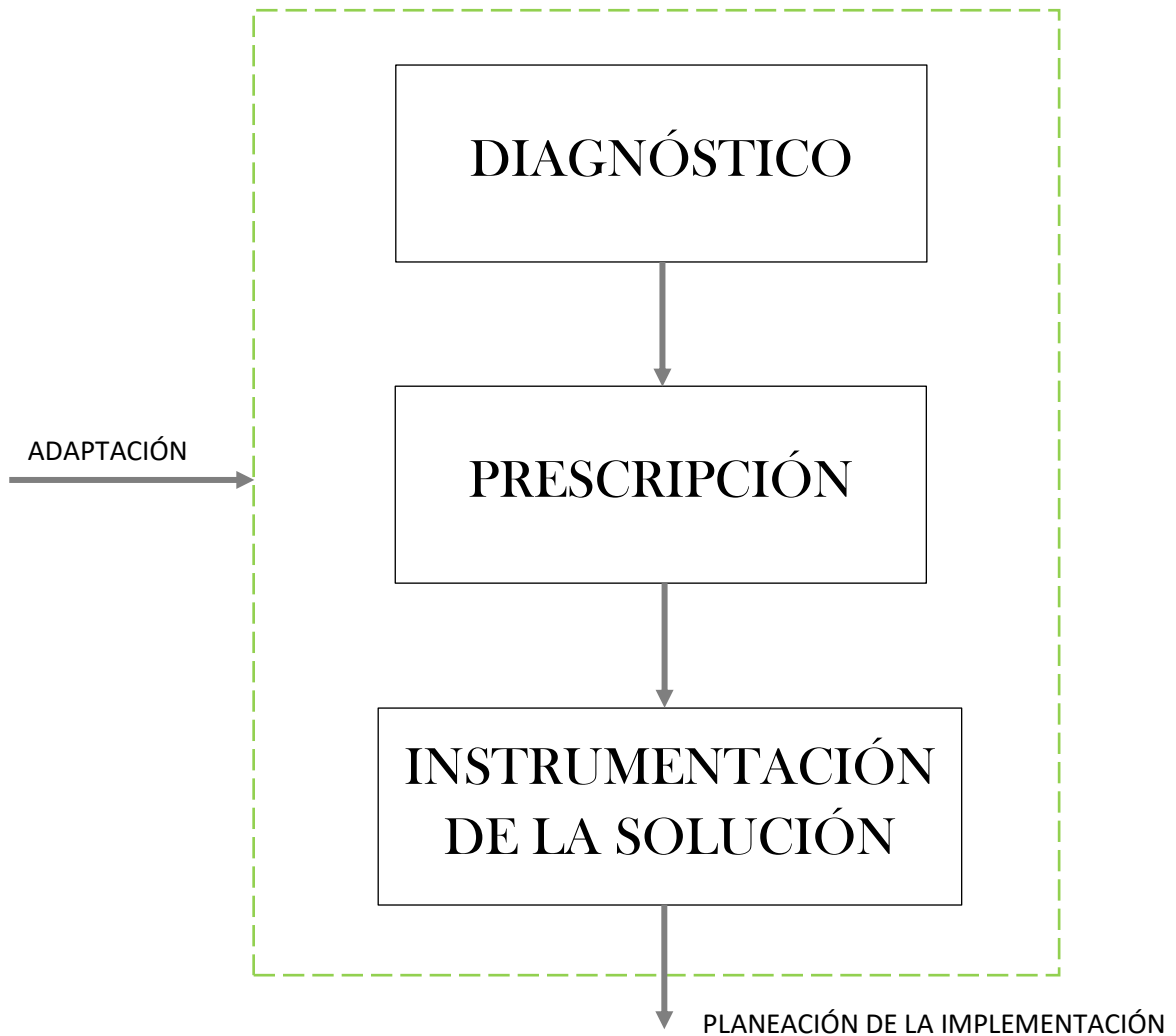 DIAGNÓSTICO
ADAPTACIÓN
PRESCRIPCIÓN
INSTRUMENTACIÓN
DE LA SOLUCIÓN
PLANEACIÓN DE LA IMPLEMENTACIÓN